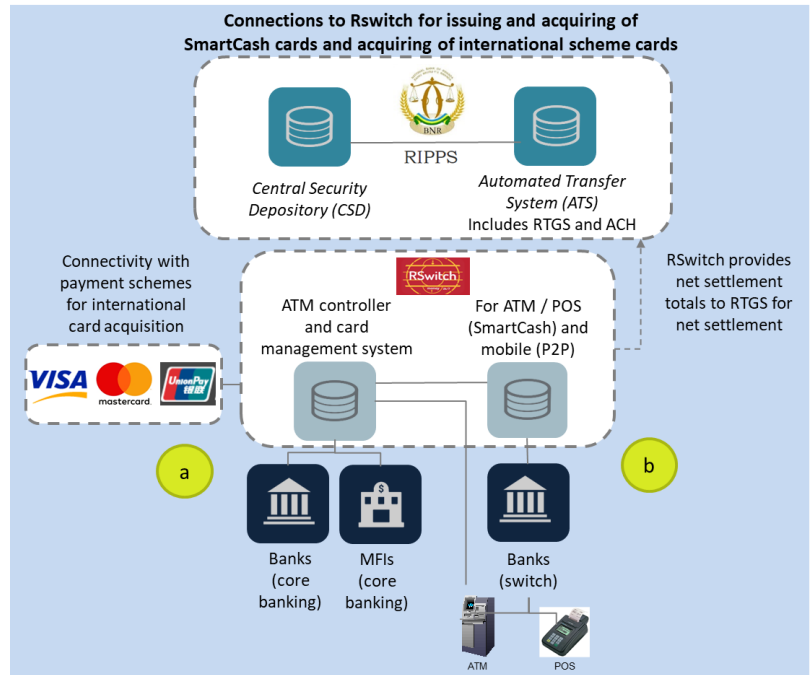 Connections to Rswitch for issuing and acquiring of
SmartCash cards and acquiring of international scheme cards
BNR
RIPPS
Central Security
Depository (CSD)
Automated Transfer
System (ATS)
Includes RTGS and ACH
Connectivity with
payment schemes
for international
card acquisition
RSwitch
ATM controller
and card
management system
For ATM / POS
(SmartCash) and
mobile (P2P)
RSwitch provides
net settlement
totals to RTGS for
net settlement
VISA
mastercard.
UnionPay
银联
a
b
$
Banks
(core
banking)
MFIs
(core
banking)
Banks
(switch)
ATM
POS